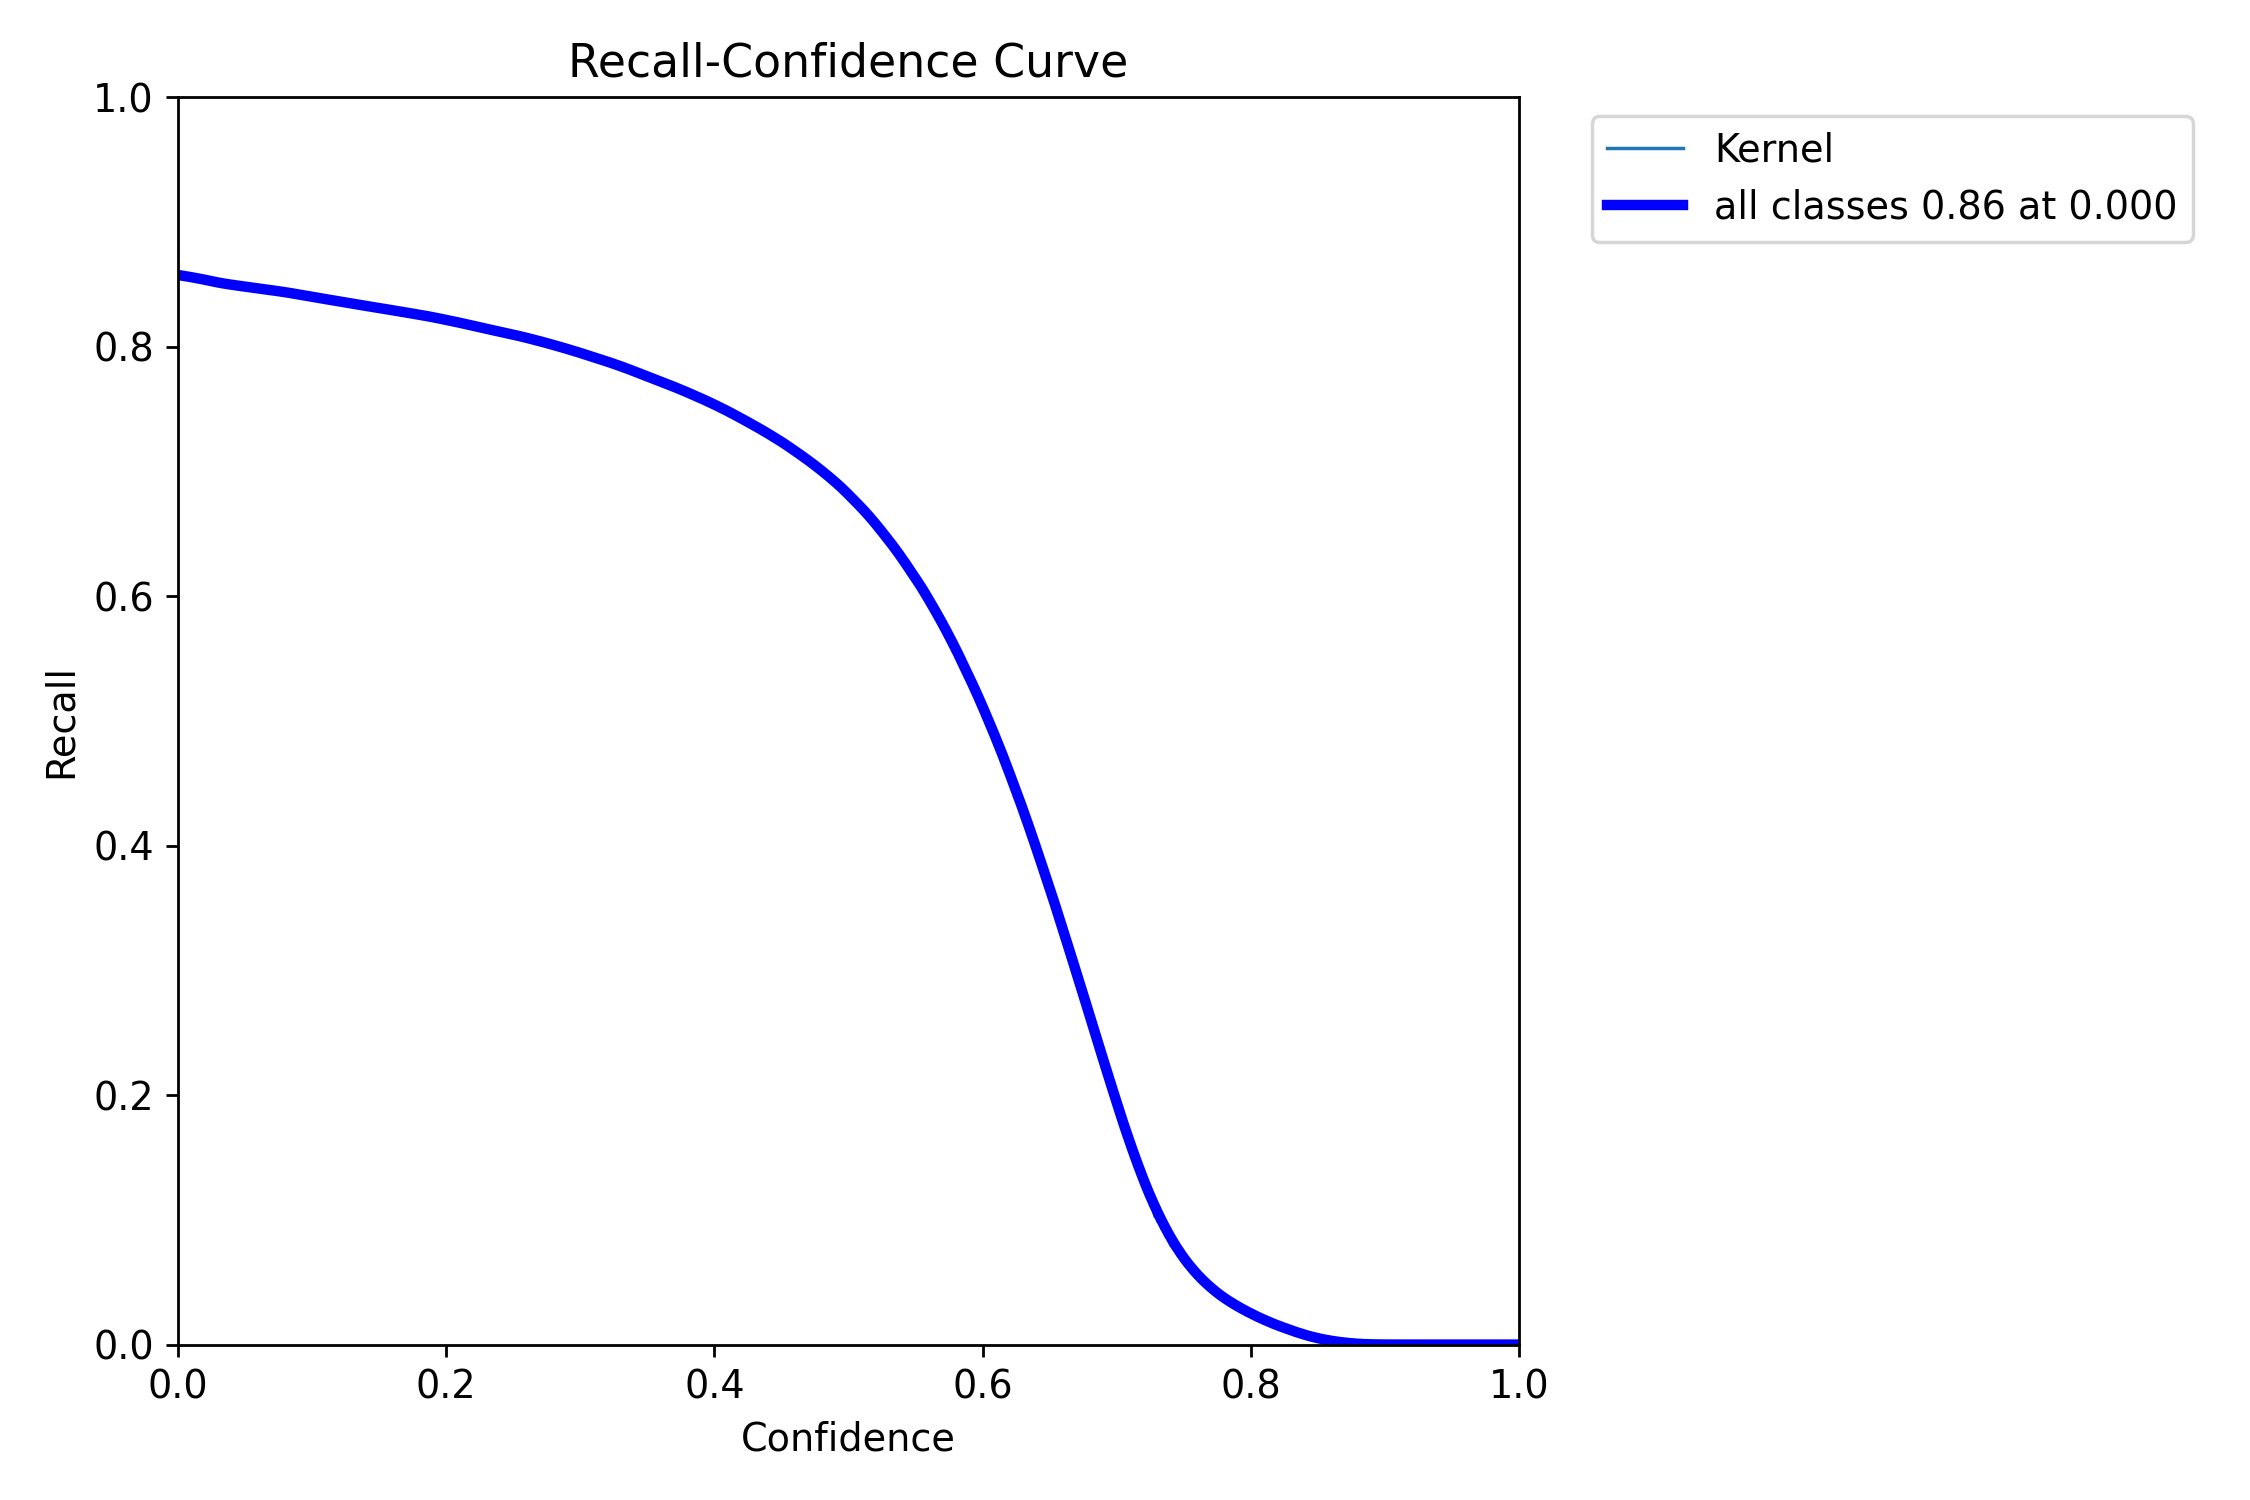 Recall-Confidence Curve
1.0
0.8
0.6
0.4
0.2
0.0
Recall
0.0 0.2 0.4 0.6 0.8 1.0
Confidence
Kernel
all classes 0.86 at 0.000